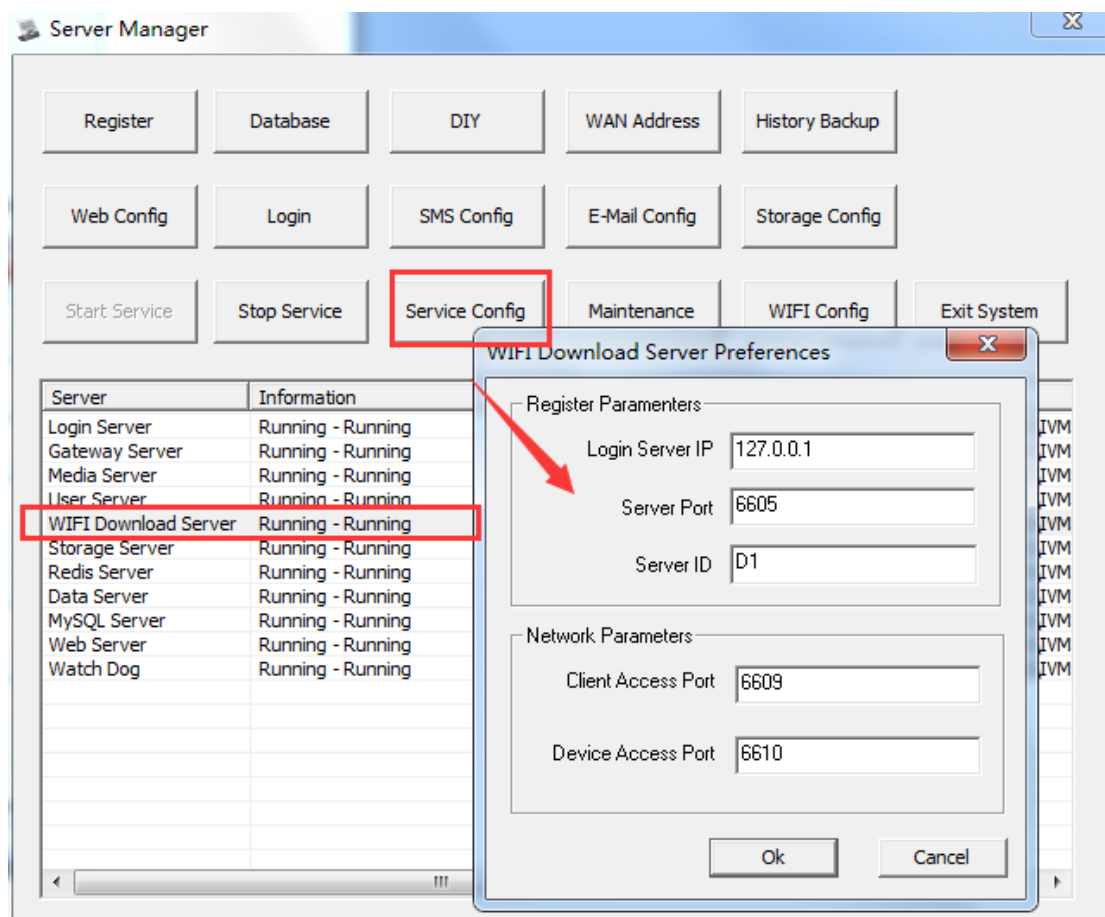 Server Manager
Register Database DIY WAN Address History Backup
Web Config Login SMS Config E-Mail Config Storage Config
Start Service Stop Service Service Config Maintenance WIFI Config Exit System
Server Information
Login Server Running - Running IVM
Gateway Server Running - Running IVM
Media Server Running - Running IVM
User Server Running - Running IVM
WIFI Download Server Running - Running IVM
Storage Server Running - Running IVM
Redis Server Running - Running IVM
Data Server Running - Running IVM
MySQL Server Running - Running IVM
Web Server Running - Running IVM
Watch Dog Running - Running IVM
WIFI Download Server Preferences
Register Paramenters
Login Server IP 127.0.0.1
Server Port 6605
Server ID D1
Network Parameters
Client Access Port 6609
Device Access Port 6610
Ok Cancel